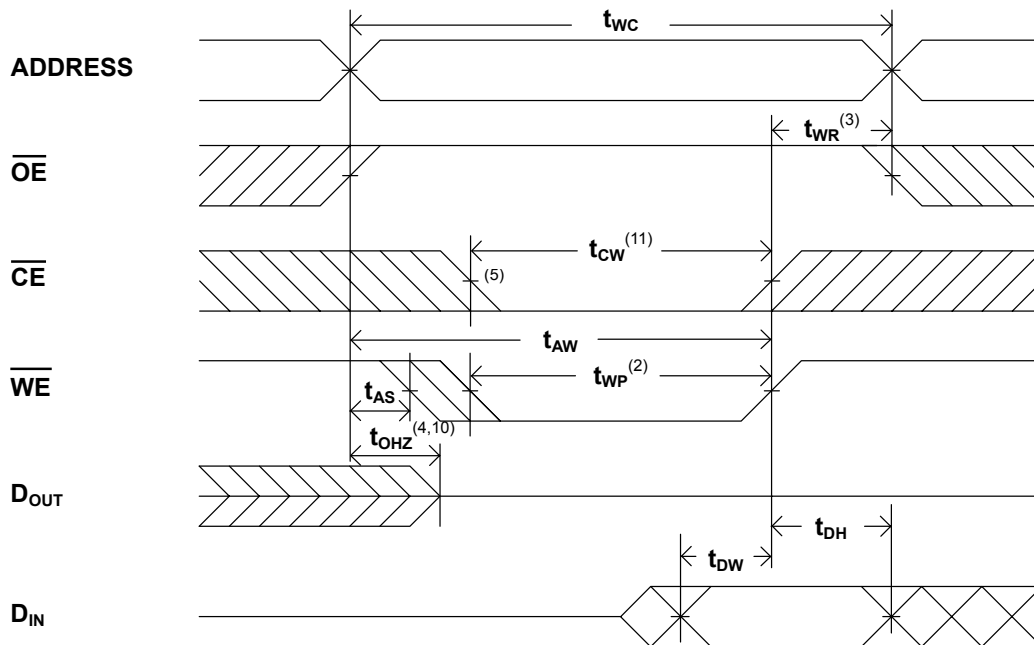 tWC
ADDRESS
tWR(3)
OE
tCW(11)
CE
(5)
tAW
WE
tWP(2)
tAS
tOHZ(4,10)
DOUT
tDH
tDW
DIN